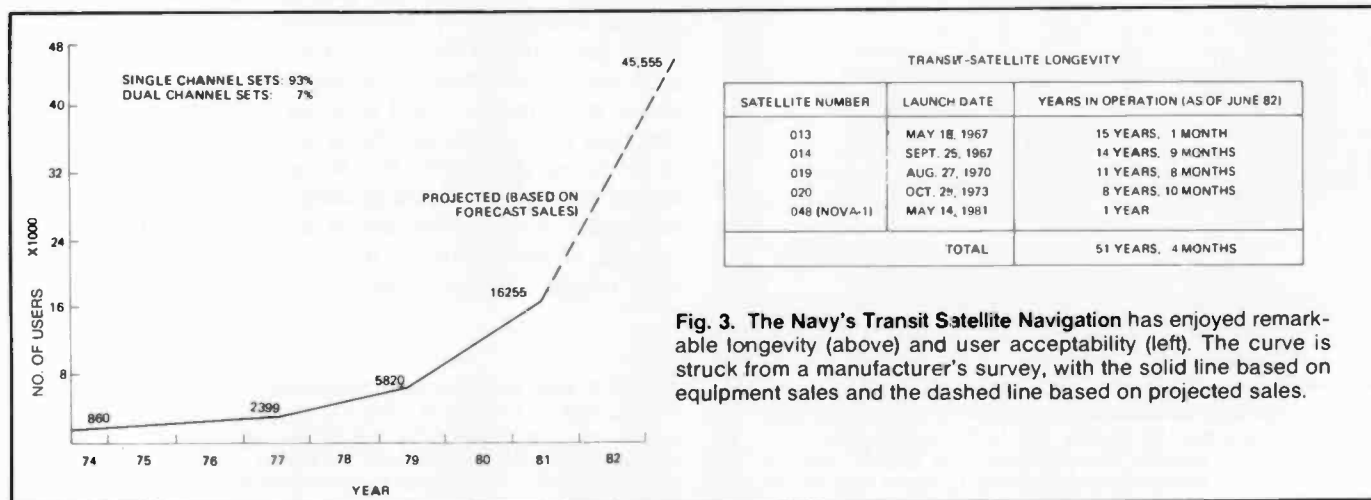 48
40
32
24
16
8
X1000
NO. OF USERS
SINGLE CHANNEL SETS: 93%
DUAL CHANNEL SETS: 7%
45,555
PROJECTED (BASED ON
FORECAST SALES)
16255
5820
2399
860
74 75 76 77 78 79 80 81 82
YEAR
TRANSIT-SATELLITE LONGEVITY
SATELLITE NUMBER LAUNCH DATE YEARS IN OPERATION (AS OF JUNE 82)
013 MAY 18, 1967 15 YEARS, 1 MONTH
014 SEPT. 25, 1967 14 YEARS, 9 MONTHS
019 AUG. 27, 1970 11 YEARS, 8 MONTHS
020 OCT. 29, 1973 8 YEARS, 10 MONTHS
048 (NOVA-1) MAY 14, 1981 1 YEAR
TOTAL 51 YEARS, 4 MONTHS
Fig. 3. The Navy's Transit Satellite Navigation has enjoyed remark-
able longevity (above) and user acceptability (left). The curve is
struck from a manufacturer's survey, with the solid line based on
equipment sales and the dashed line based on projected sales.